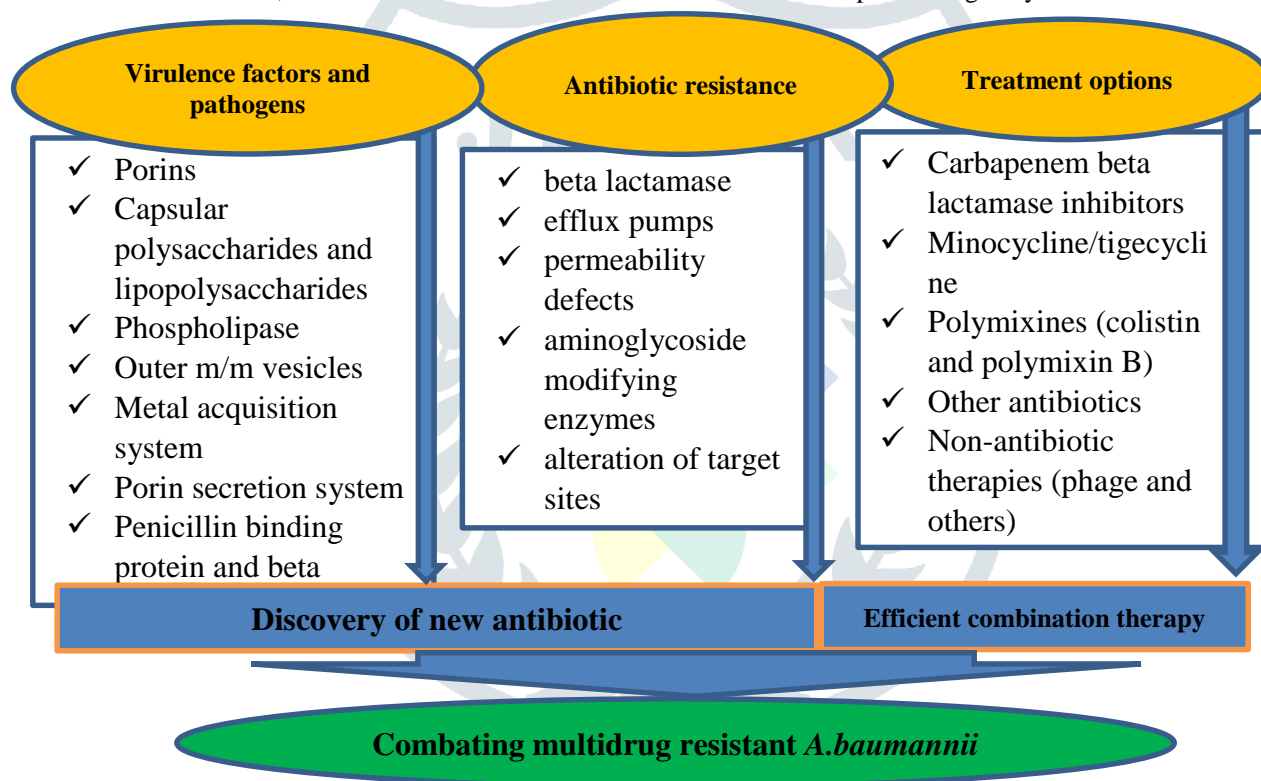 Virulence factors and
pathogens
Antibiotic resistance
Treatment options
✓ Porins
✓ Capsular
polysaccharides and
lipopolysaccharides
✓ Phospholipase
✓ Outer m/m vesicles
✓ Metal acquisition
system
✓ Porin secretion system
✓ Penicillin binding
protein and beta
✓ beta lactamase
✓ efflux pumps
✓ permeability
defects
✓ aminoglycoside
modifying
enzymes
✓ alteration of target
sites
✓ Carbapenem beta
lactamase inhibitors
✓ Minocycline/tigecycli
ne
✓ Polymixines (colistin
and polymixin B)
✓ Other antibiotics
✓ Non-antibiotic
therapies (phage and
others)
Discovery of new antibiotic
Efficient combination therapy
Combating multidrug resistant A.baumannii